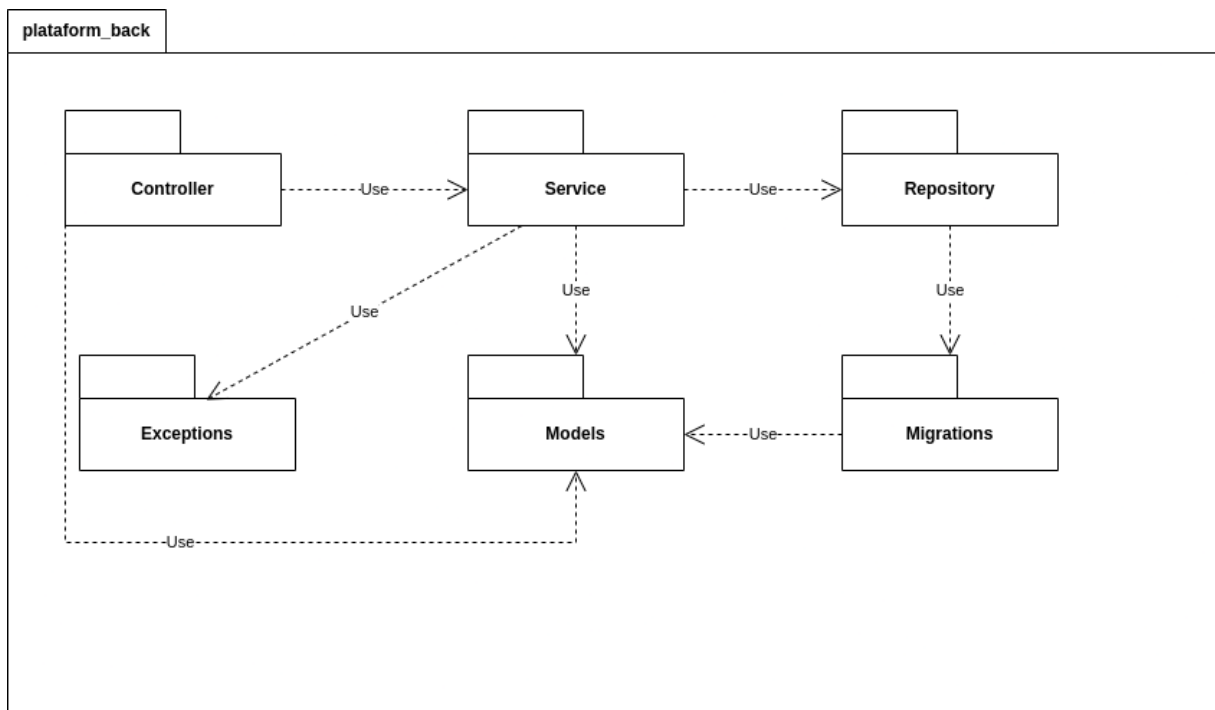 plataform_back
Controller
Use
Service
Use
Repository
Use
Use
Use
Exceptions
Models
Use
Migrations
Use